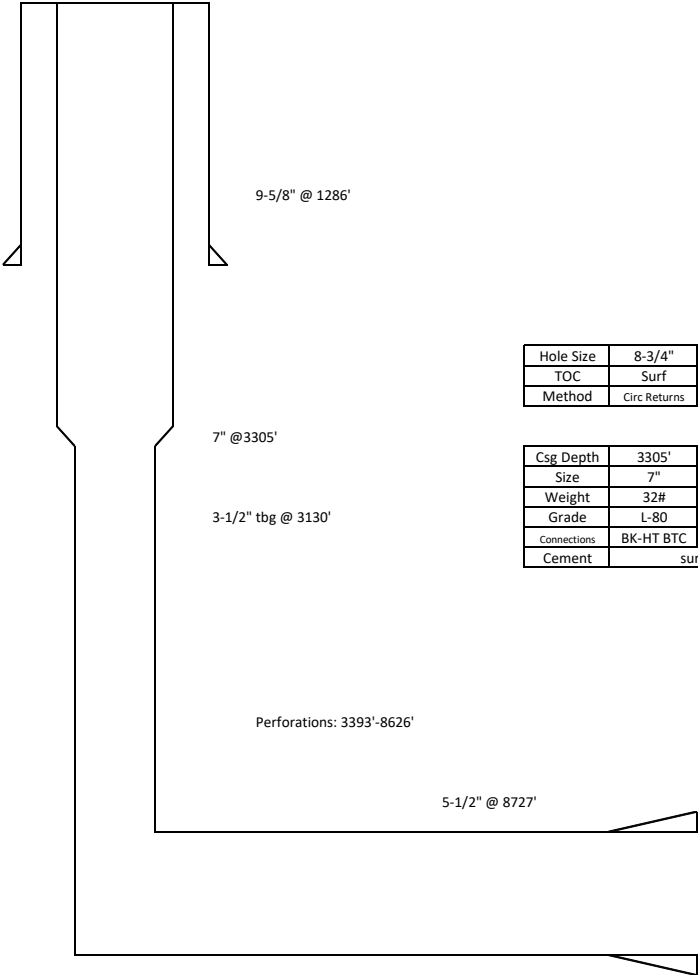 9-5/8" @ 1286'
Hole Size 8-3/4"
TOC Surf
Method Circ Returns
7" @3305'
Csg Depth 3305'
Size 7"
Weight 32#
3-1/2" tbg @ 3130'
Grade L-80
Connections BK-HT BTC
Cement sur
Perforations: 3393'-8626'
5-1/2" @ 8727'